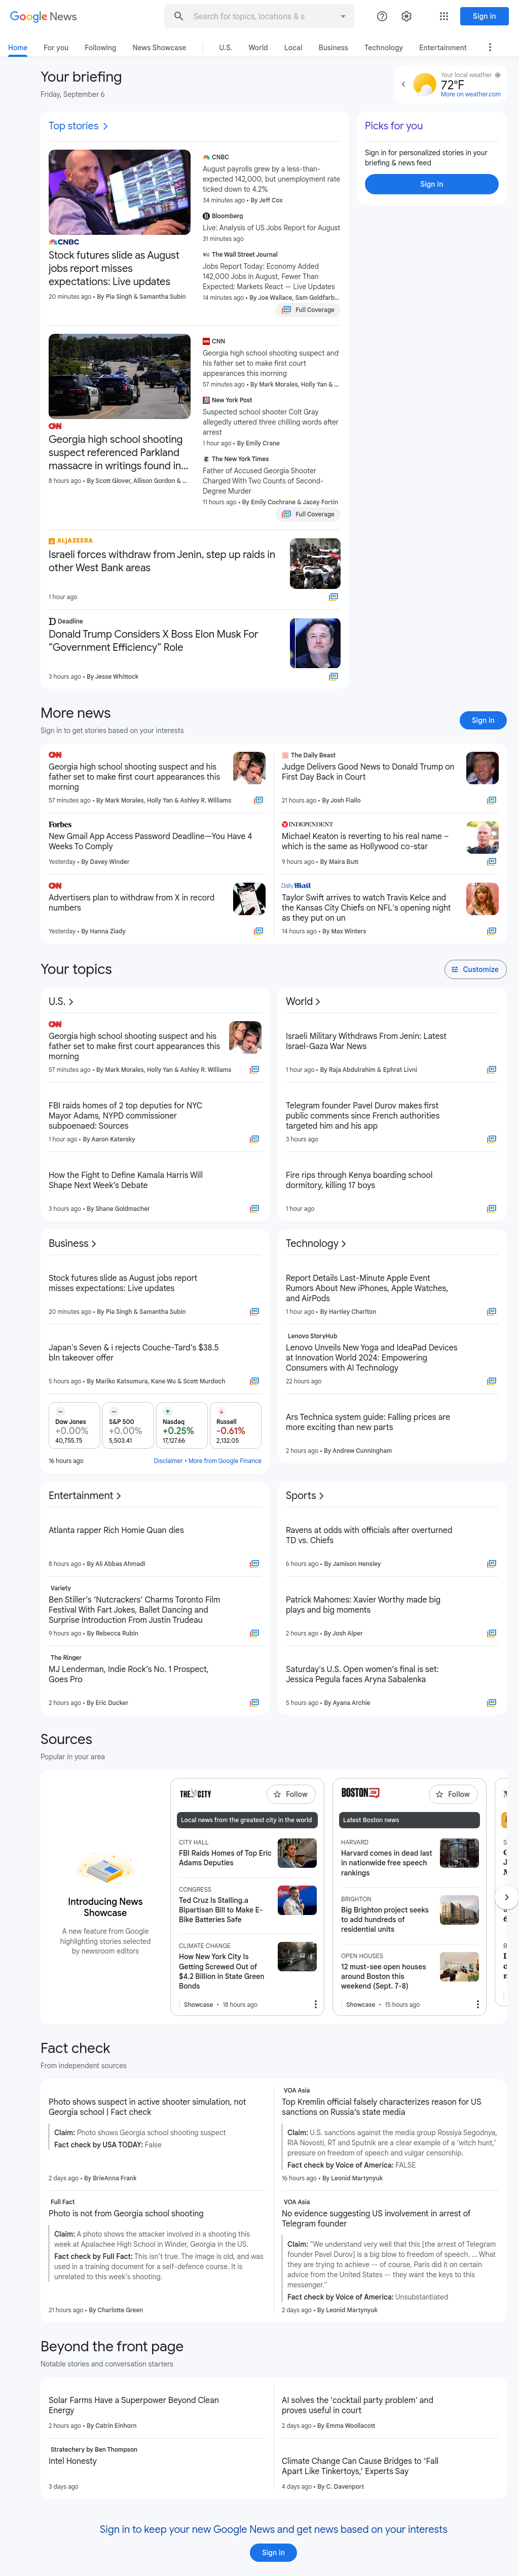 Google News
Search for topics, locations & s
Sign in
Home
For you
Following
News Showcase
U.S.
World
Local
Business
Technology
Entertainment
Your briefing
Friday, September 6
Your local weather
72°F
More on weather.com
Top stories
Picks for you
Sign in for personalized stories in your
briefing & news feed
Sign in
CNBC
Stock futures slide as August
jobs report misses
expectations: Live updates
20 minutes ago • By Pia Singh & Samantha Subin
CNBC
August payrolls grew by a less-than-
expected 142,000, but unemployment rate
ticked down to 4.2%
34 minutes ago • By Jeff Cox
Bloomberg
Live: Analysis of US Jobs Report for August
31 minutes ago
The Wall Street Journal
Jobs Report Today: Economy Added
142,000 Jobs in August, Fewer Than
Expected; Markets React — Live Updates
14 minutes ago • By Joe Wallace, Sam Goldfarb...
Full Coverage
CNN
Georgia high school shooting
suspect referenced Parkland
massacre in writings found in...
8 hours ago • By Scott Glover, Allison Gordon & ...
CNN
Georgia high school shooting suspect and
his father set to make first court
appearances this morning
57 minutes ago • By Mark Morales, Holly Yan & ...
New York Post
Suspected school shooter Colt Gray
allegedly uttered three chilling words after
arrest
1 hour ago • By Emily Crane
The New York Times
Father of Accused Georgia Shooter
Charged With Two Counts of Second-
Degree Murder
11 hours ago • By Emily Cochrane & Jacey Fortin
Full Coverage
ALJAZEERA
Israeli forces withdraw from Jenin, step up raids in
other West Bank areas
1 hour ago
Deadline
Donald Trump Considers X Boss Elon Musk For
“Government Efficiency” Role
3 hours ago • By Jesse Whittock
More news
Sign in to get stories based on your interests
Sign in
CNN
Georgia high school shooting suspect and his
father set to make first court appearances this
morning
57 minutes ago • By Mark Morales, Holly Yan & Ashley R. Williams
The Daily Beast
Judge Delivers Good News to Donald Trump on
First Day Back in Court
21 hours ago • By Josh Fiallo
Forbes
New Gmail App Access Password Deadline—You Have 4
Weeks To Comply
Yesterday • By Davey Winder
INDEPENDENT
Michael Keaton is reverting to his real name –
which is the same as Hollywood co-star
9 hours ago • By Maira Butt
CNN
Advertisers plan to withdraw from X in record
numbers
Yesterday • By Hanna Ziady
Daily Mail
Taylor Swift arrives to watch Travis Kelce and
the Kansas City Chiefs on NFL's opening night
as they put on un
14 hours ago • By Max Winters
Your topics
Customize
U.S.
CNN
Georgia high school shooting suspect and his
father set to make first court appearances this
morning
57 minutes ago • By Mark Morales, Holly Yan & Ashley R. Williams
FBI raids homes of 2 top deputies for NYC
Mayor Adams, NYPD commissioner
subpoenaed: Sources
1 hour ago • By Aaron Katersky
How the Fight to Define Kamala Harris Will
Shape Next Week's Debate
3 hours ago • By Shane Goldmacher
World
Israeli Military Withdraws From Jenin: Latest
Israel-Gaza War News
1 hour ago • By Raja Abdulrahim & Ephrat Livni
Telegram founder Pavel Durov makes first
public comments since French authorities
targeted him and his app
3 hours ago
Fire rips through Kenya boarding school
dormitory, killing 17 boys
1 hour ago
Business
Stock futures slide as August jobs report
misses expectations: Live updates
20 minutes ago • By Pia Singh & Samantha Subin
Japan's Seven & i rejects Couche-Tard's $38.5
bln takeover offer
5 hours ago • By Mariko Katsumura, Kane Wu & Scott Murdoch
Dow Jones
+0.00%
40,755.75
S&P 500
+0.00%
5,503.41
Nasdaq
+0.25%
17,127.66
Russell
-0.61%
2,132.05
16 hours ago
Disclaimer • More from Google Finance
Technology
Report Details Last-Minute Apple Event
Rumors About New iPhones, Apple Watches,
and AirPods
1 hour ago • By Hartley Charlton
Lenovo StoryHub
Lenovo Unveils New Yoga and IdeaPad Devices
at Innovation World 2024: Empowering
Consumers with AI Technology
22 hours ago
Ars Technica system guide: Falling prices are
more exciting than new parts
2 hours ago • By Andrew Cunningham
Entertainment
Atlanta rapper Rich Homie Quan dies
8 hours ago • By Ali Abbas Ahmadi
Variety
Ben Stiller's ‘Nutcrackers’ Charms Toronto Film
Festival With Fart Jokes, Ballet Dancing and
Surprise Introduction From Justin Trudeau
9 hours ago • By Rebecca Rubin
The Ringer
MJ Lenderman, Indie Rock's No. 1 Prospect,
Goes Pro
2 hours ago • By Eric Ducker
Sports
Ravens at odds with officials after overturned
TD vs. Chiefs
6 hours ago • By Jamison Hensley
Patrick Mahomes: Xavier Worthy made big
plays and big moments
2 hours ago • By Josh Alper
Saturday's U.S. Open women's final is set:
Jessica Pegula faces Aryna Sabalenka
5 hours ago • By Ayana Archie
Sources
Popular in your area
Introducing News
Showcase
A new feature from Google
highlighting stories selected
by newsroom editors
THE CITY
Follow
Local news from the greatest city in the world
CITY HALL
FBI Raids Homes of Top Eric
Adams Deputies
CONGRESS
Ted Cruz Is Stalling.a
Bipartisan Bill to Make E-
Bike Batteries Safe
CLIMATE CHANGE
How New York City Is
Getting Screwed Out of
$4.2 Billion in State Green
Bonds
Showcase • 18 hours ago
BOSTON
Follow
Latest Boston news
HARVARD
Harvard comes in dead last
in nationwide free speech
rankings
BRIGHTON
Big Brighton project seeks
to add hundreds of
residential units
OPEN HOUSES
12 must-see open houses
around Boston this
weekend (Sept. 7-8)
Showcase • 15 hours ago
Fact check
From independent sources
Photo shows suspect in active shooter simulation, not
Georgia school | Fact check
Claim: Photo shows Georgia school shooting suspect
Fact check by USA TODAY: False
2 days ago • By BrieAnna Frank
VOA Asia
Top Kremlin official falsely characterizes reason for US
sanctions on Russia's state media
Claim: U.S. sanctions against the media group Rossiya Segodnya,
RIA Novosti, RT and Sputnik are a clear example of a ‘witch hunt,’
pressure on freedom of speech and vulgar censorship.
Fact check by Voice of America: FALSE
16 hours ago • By Leonid Martynyuk
Full Fact
Photo is not from Georgia school shooting
Claim: A photo shows the attacker involved in a shooting this
week at Apalachee High School in Winder, Georgia in the US.
Fact check by Full Fact: This isn't true. The image is old, and was
used in a training document for a self-defence course. It is
unrelated to this week's shooting.
21 hours ago • By Charlotte Green
VOA Asia
No evidence suggesting US involvement in arrest of
Telegram founder
Claim: "We understand very well that this [the arrest of Telegram
founder Pavel Durov] is a big blow to freedom of speech. ... What
they are trying to achieve -- of course, Paris did it on certain
advice from the United States -- they want the keys to this
messenger."
Fact check by Voice of America: Unsubstantiated
2 days ago • By Leonid Martynyuk
Beyond the front page
Notable stories and conversation starters
Solar Farms Have a Superpower Beyond Clean
Energy
2 hours ago • By Catrin Einhorn
AI solves the 'cocktail party problem' and
proves useful in court
2 days ago • By Emma Woollacott
Stratechery by Ben Thompson
Intel Honesty
3 days ago
Climate Change Can Cause Bridges to ‘Fall
Apart Like Tinkertoys,’ Experts Say
4 days ago • By C. Davenport
Sign in to keep your new Google News and get news based on your interests
Sign in